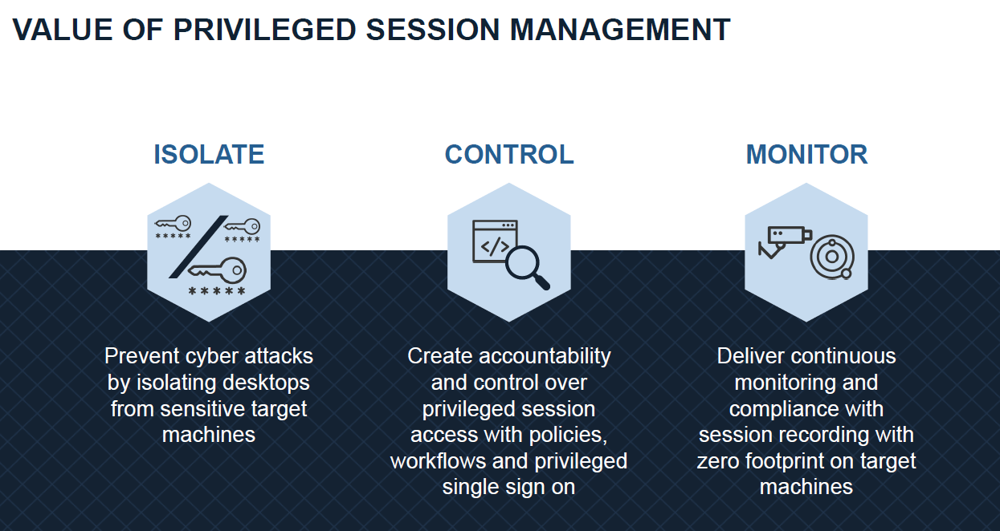 VALUE OF PRIVILEGED SESSION MANAGEMENT
ISOLATE
Prevent cyber attacks
by isolating desktops
from sensitive target
machines
CONTROL
</>
Create accountability
and control over
privileged session
access with policies,
workflows and privileged
single sign on
MONITOR
Deliver continuous
monitoring and
compliance with
session recording with
zero footprint on target
machines